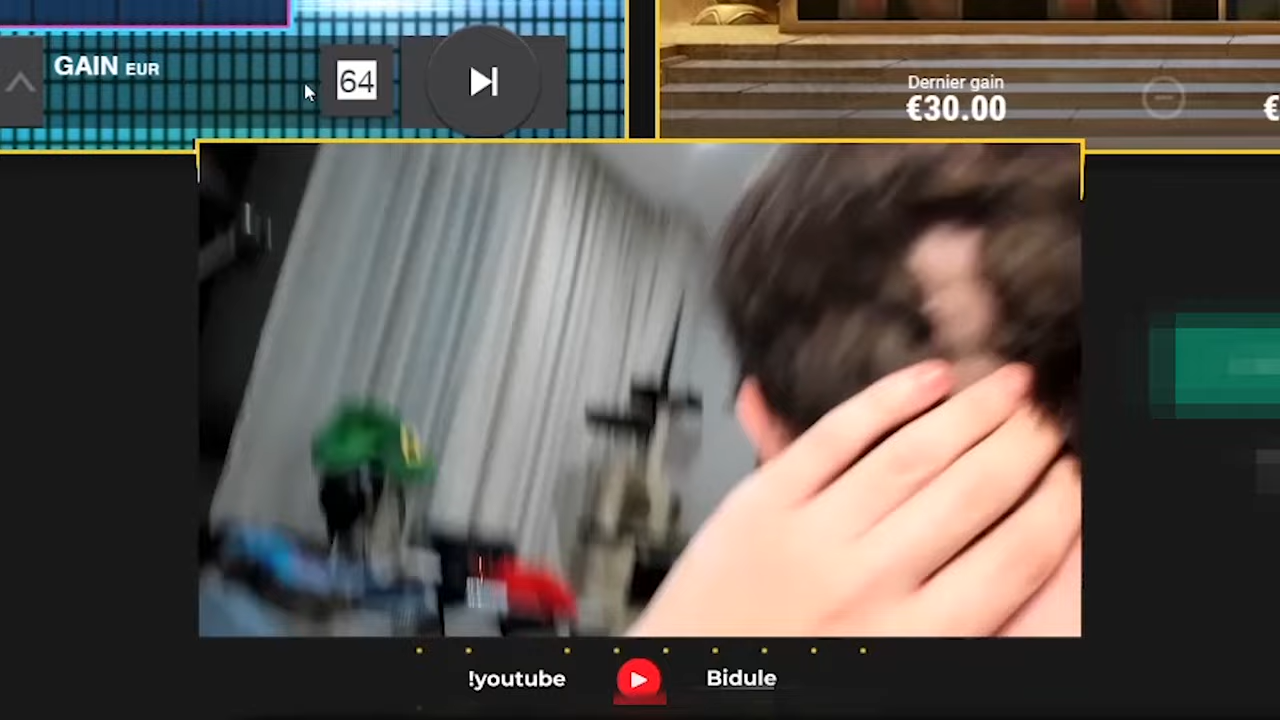 GAIN EUR
64
Dernier gain
€30.00
€
!youtube
Bidule